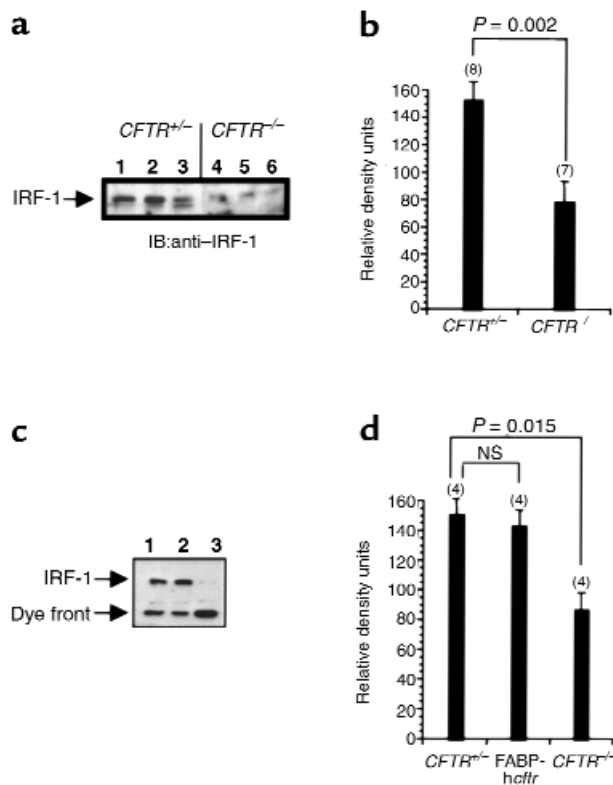 a
CFTR+/– CFTR–/–
1 2 3 4 5 6
IRF-1
IB:anti–IRF-1
b
P = 0.002
(8)
(7)
Relative density units
160
140
120
100
80
60
40
20
0
CFTR+/– CFTR /
c
1 2 3
IRF-1
Dye front
d
P = 0.015
NS
(4)
(4)
(4)
Relative density units
160
140
120
100
80
60
40
20
0
CFTR+/– FABP- CFTR–/–
hcftr